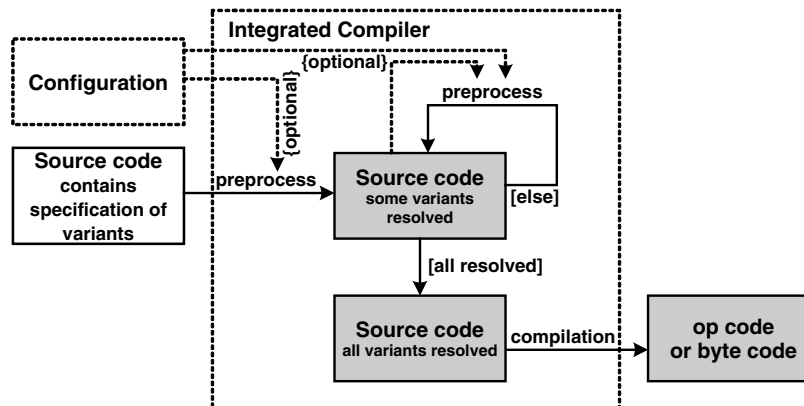 Integrated Compiler
{optional}
Configuration
preprocess
{optional}
Source code
contains
specification of
variants
preprocess
Source code
some variants
resolved
[else]
[all resolved]
Source code
all variants resolved
compilation
op code
or byte code